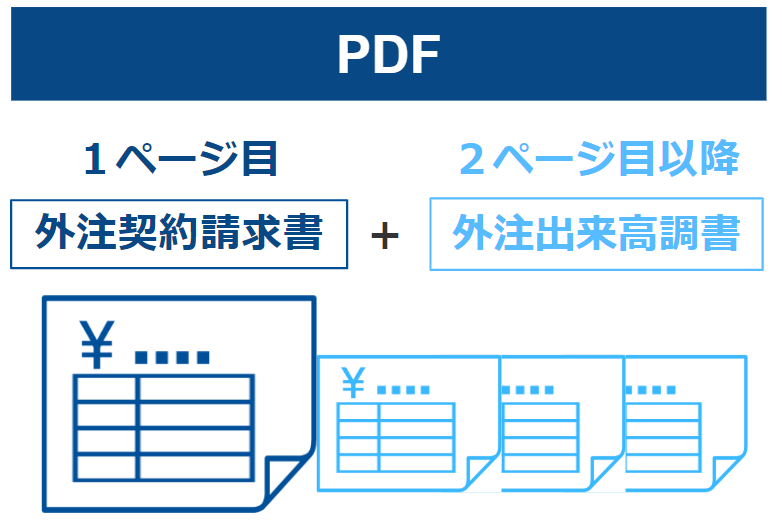 PDF
１ページ目
外注契約請求書
+
２ページ目以降
外注出来高調書
¥ ....
¥ ....
....
....